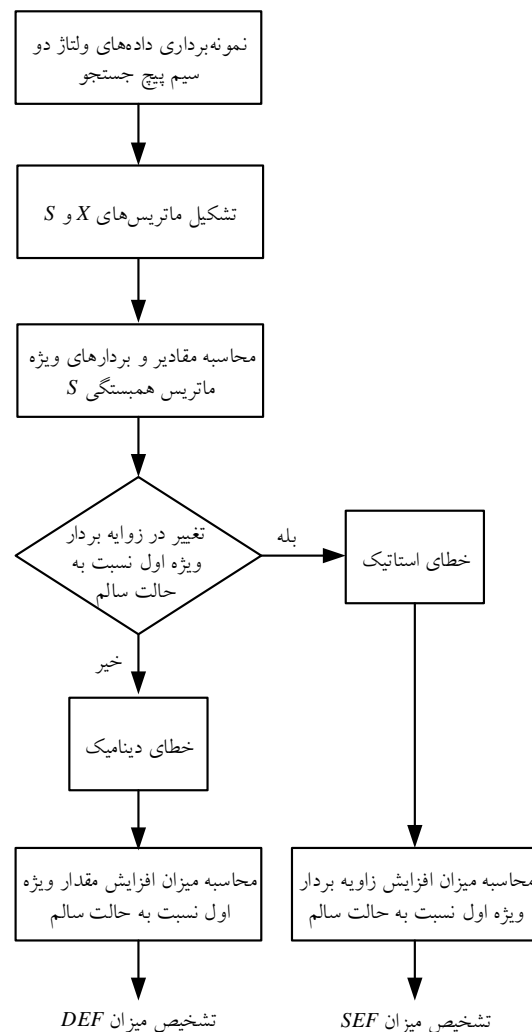 نمونه‌برداری داده‌های ولتاژ دو
سیم پیچ جستجو
تشکیل ماتریس‌های X و S
محاسبه مقادیر و بردارهای ویژه
ماتریس همبستگی S
تغییر در زوایه بردار
ویژه اول نسبت به
حالت سالم
بله
خطای استاتیک
خیر
خطای دینامیک
محاسبه میزان افزایش زاویه بردار
ویژه اول نسبت به حالت سالم
محاسبه میزان افزایش مقدار ویژه
اول نسبت به حالت سالم
تشخیص میزان SEF
تشخیص میزان DEF